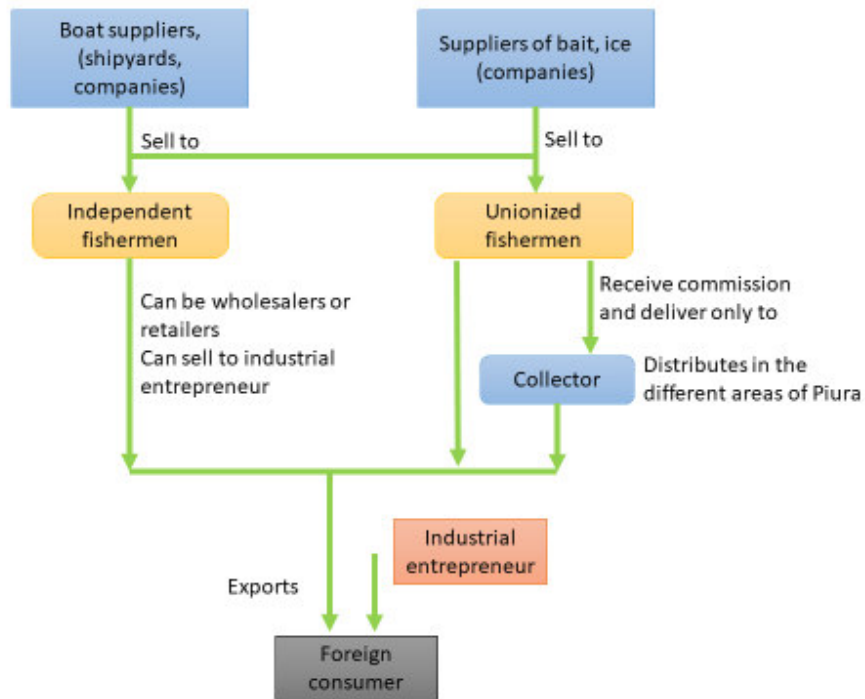 Boat suppliers,
(shipyards,
companies)
Suppliers of bait, ice
(companies)
Sell to
Sell to
Independent
fishermen
Unionized
fishermen
Can be wholesalers or
retailers
Can sell to industrial
entrepreneur
Receive commission
and deliver only to
Collector
Distributes in the
different areas of Piura
Industrial
entrepreneur
Exports
Foreign
consumer